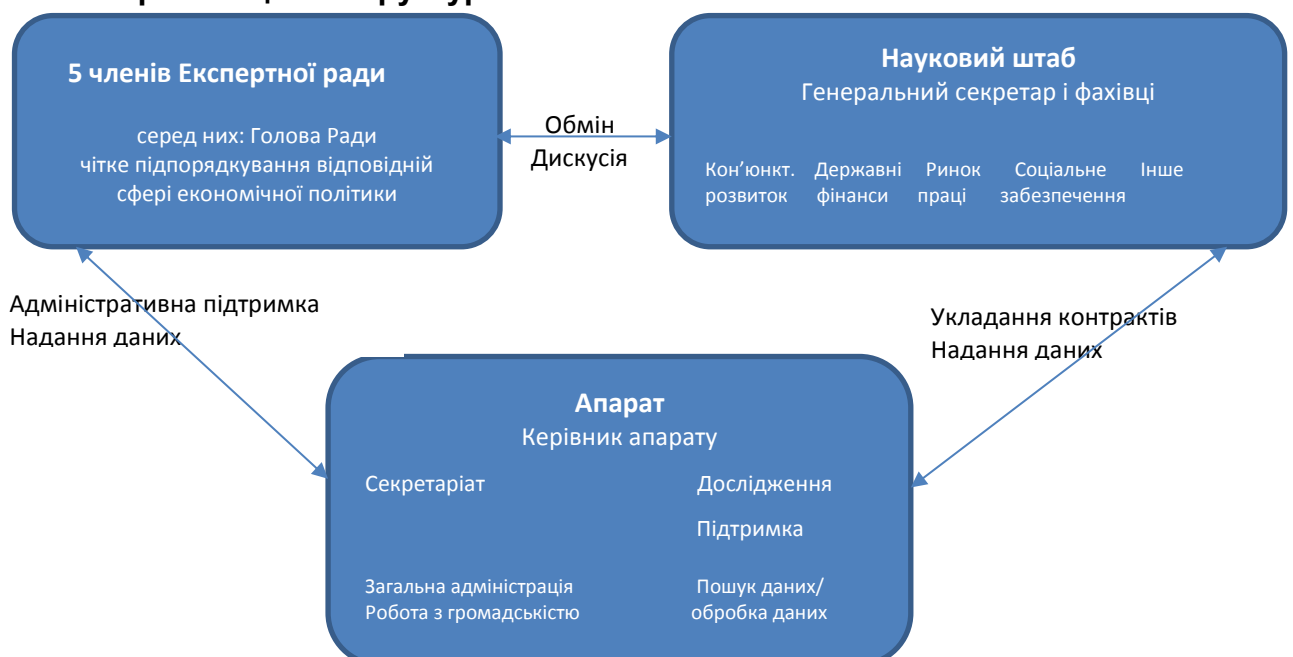 5 членів Експертної ради
серед них: Голова Ради
чітке підпорядкування відповідній
сфері економічної політики
Обмін
Дискусія
Науковий штаб
Генеральний секретар і фахівці
Кон’юнкт. Державні Ринок Соціальне Інше
розвиток фінанси праці забезпечення
Адміністративна підтримка
Надання даних
Укладання контрактів
Надання даних
Апарат
Керівник апарату
Секретаріат Дослідження
Підтримка
Загальна адміністрація Пошук даних/
Робота з громадськістю обробка даних